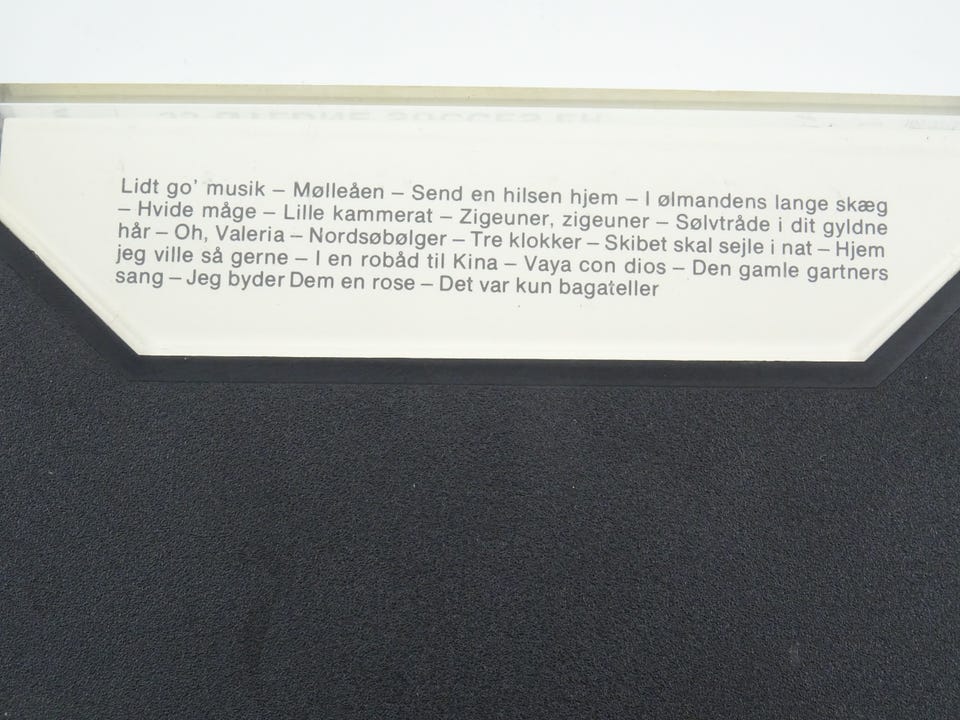 Lidt go' musik – Mølleåen – Send en hilsen hjem – I ølmandens lange skæg
– Hvide måge – Lille kammerat – Zigeuner, zigeuner – Sølvtråde i dit gyldne
hår – Oh, Valeria – Nordsøbølger – Tre klokker – Skibet skal sejle i nat – Hjem
jeg ville så gerne – I en robåd til Kina – Vaya con dios – Den gamle gartners
sang – Jeg byder Dem en rose – Det var kun bagateller